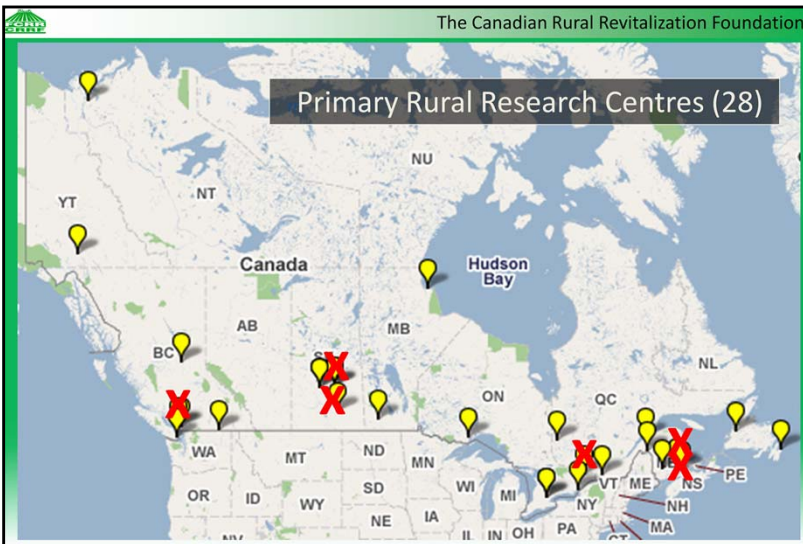 FCRR
CRRF
The Canadian Rural Revitalization Foundation
Primary Rural Research Centres (28)
NU
YT
NT
Canada
Hudson
Bay
AB
MB
BC
NL
ON
QC
WA
MT
ND
MN
VT
ME
NS
PE
OR
ID
SD
WI
MI
NY
NH
WY
NE
IA
IL
IN
OH
PA
MA